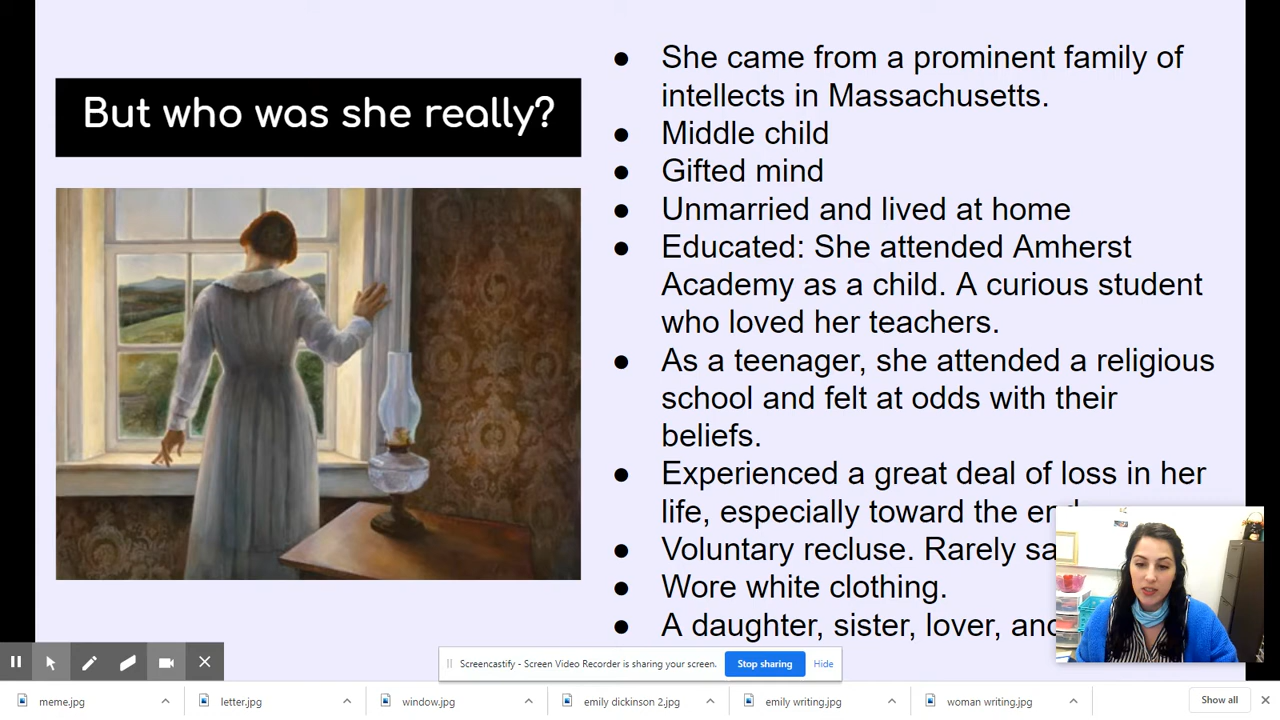 But who was she really?
● She came from a prominent family of
intellects in Massachusetts.
● Middle child
● Gifted mind
● Unmarried and lived at home
● Educated: She attended Amherst
Academy as a child. A curious student
who loved her teachers.
● As a teenager, she attended a religious
school and felt at odds with their
beliefs.
● Experienced a great deal of loss in her
life, especially toward the
● Voluntary recluse. Rarely
● Wore white clothing.
● A daughter, sister, lover,
Screencastify - Screen Video Recorder is sharing your screen.
Stop sharing
Hide
meme.jpg
letter.jpg
window.jpg
emily dickinson 2.jpg
emily writing.jpg
woman writing.jpg
Show all